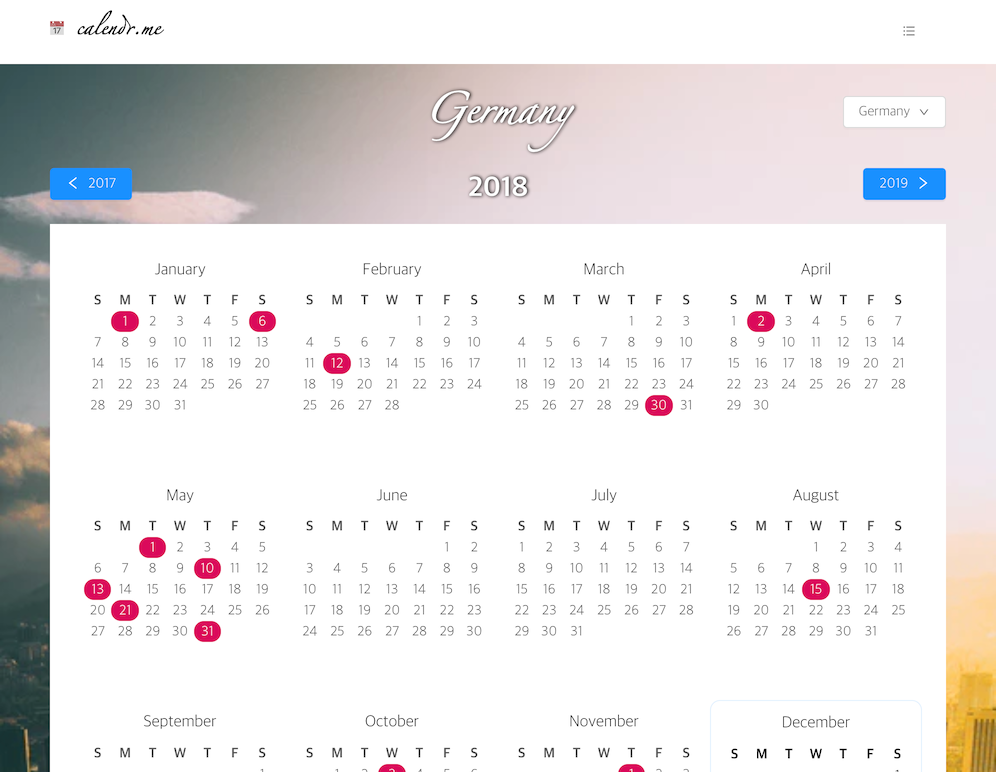 17 calendr.me
Germany
Germany
2017
2018
2019
January February March April
S M T W T F S S M T W T F S S M T W T F S S M T W T F S
1 2 3 4 5 6 1 2 3 1 2 3 1 2 3 4 5 6 7
7 8 9 10 11 12 13 4 5 6 7 8 9 10 4 5 6 7 8 9 10 8 9 10 11 12 13 14
14 15 16 17 18 19 20 11 12 13 14 15 16 17 11 12 13 14 15 16 17 15 16 17 18 19 20 21
21 22 23 24 25 26 27 18 19 20 21 22 23 24 18 19 20 21 22 23 24 22 23 24 25 26 27 28
28 29 30 31 25 26 27 28 25 26 27 28 29 30 31 29 30
May June July August
S M T W T F S S M T W T F S S M T W T F S S M T W T F S
1 2 3 4 5 1 2 1 2 3 4 5 6 7 1 2 3 4
6 7 8 9 10 11 12 3 4 5 6 7 8 9 8 9 10 11 12 13 14 5 6 7 8 9 10 11
13 14 15 16 17 18 19 10 11 12 13 14 15 16 15 16 17 18 19 20 21 12 13 14 15 16 17 18
20 21 22 23 24 25 26 17 18 19 20 21 22 23 22 23 24 25 26 27 28 19 20 21 22 23 24 25
27 28 29 30 31 24 25 26 27 28 29 30 29 30 31 26 27 28 29 30 31
September October November December
S M T W T F S S M T W T F S S M T W T F S S M T W T F S